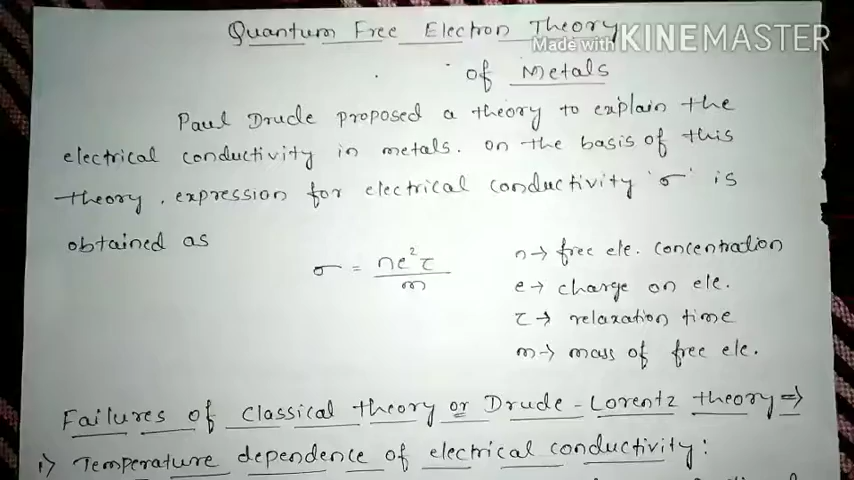 Quantum Free Electron Theory
Made with KINEMASTER
of Metals
Paul Drude proposed a theory to explain the
electrical conductivity in metals. on the basis of this
theory, expression for electrical conductivity 'σ' is
obtained as
σ = ne²τ / m
n → free ele. concentration
e → charge on ele.
τ → relaxation time
m → mass of free ele.
Failures of classical theory or Drude - Lorentz theory ⇒
1) Temperature dependence of electrical conductivity: